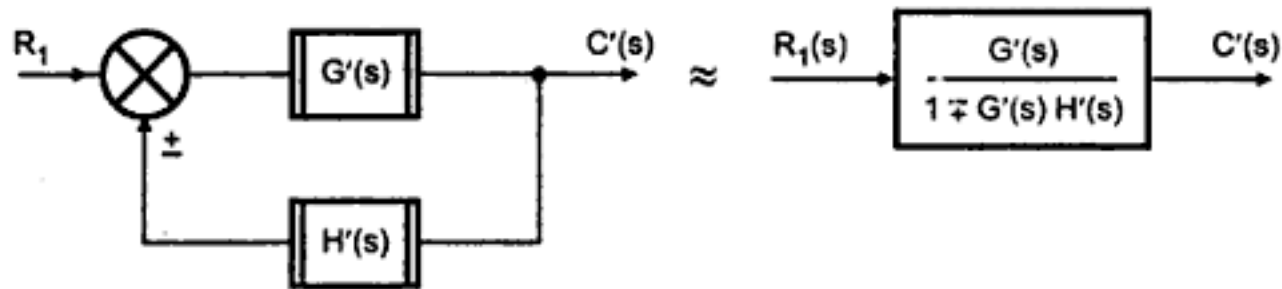 R₁
±
G′(s)
C′(s)
H′(s)
≈
R₁(s)
G′(s)
1 ∓ G′(s) H′(s)
C′(s)